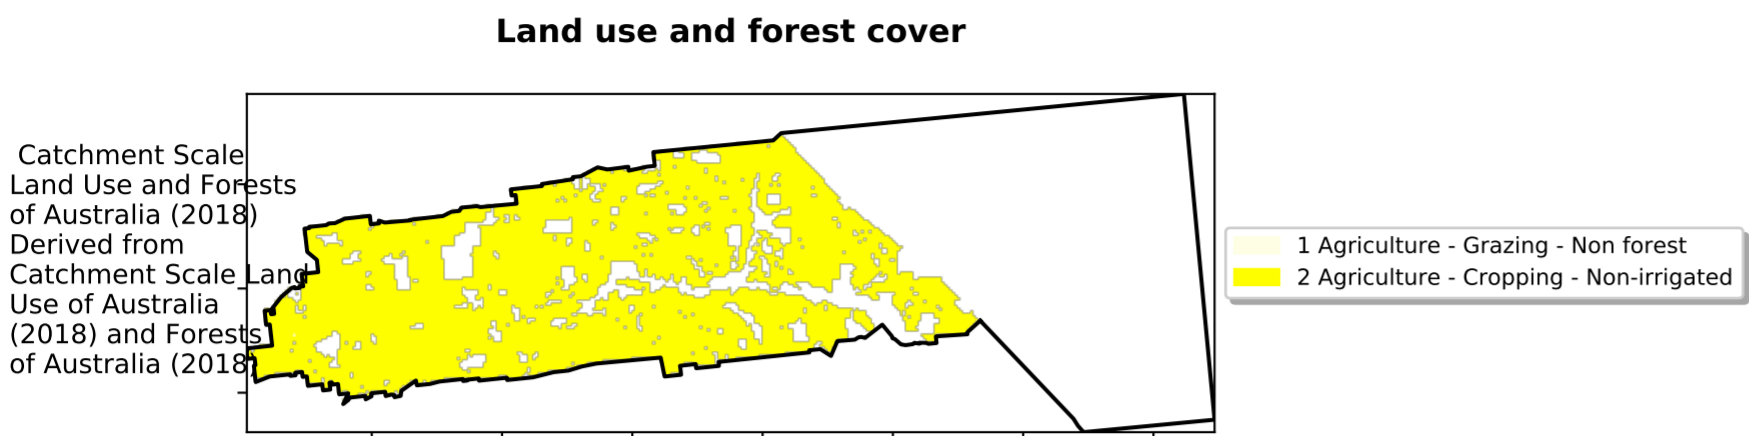 Land use and forest cover
Catchment Scale
Land Use and Forests
of Australia (2018)
Derived from
Catchment Scale Land
Use of Australia
(2018) and Forests
of Australia (2018
1 Agriculture - Grazing - Non forest
2 Agriculture - Cropping - Non-irrigated